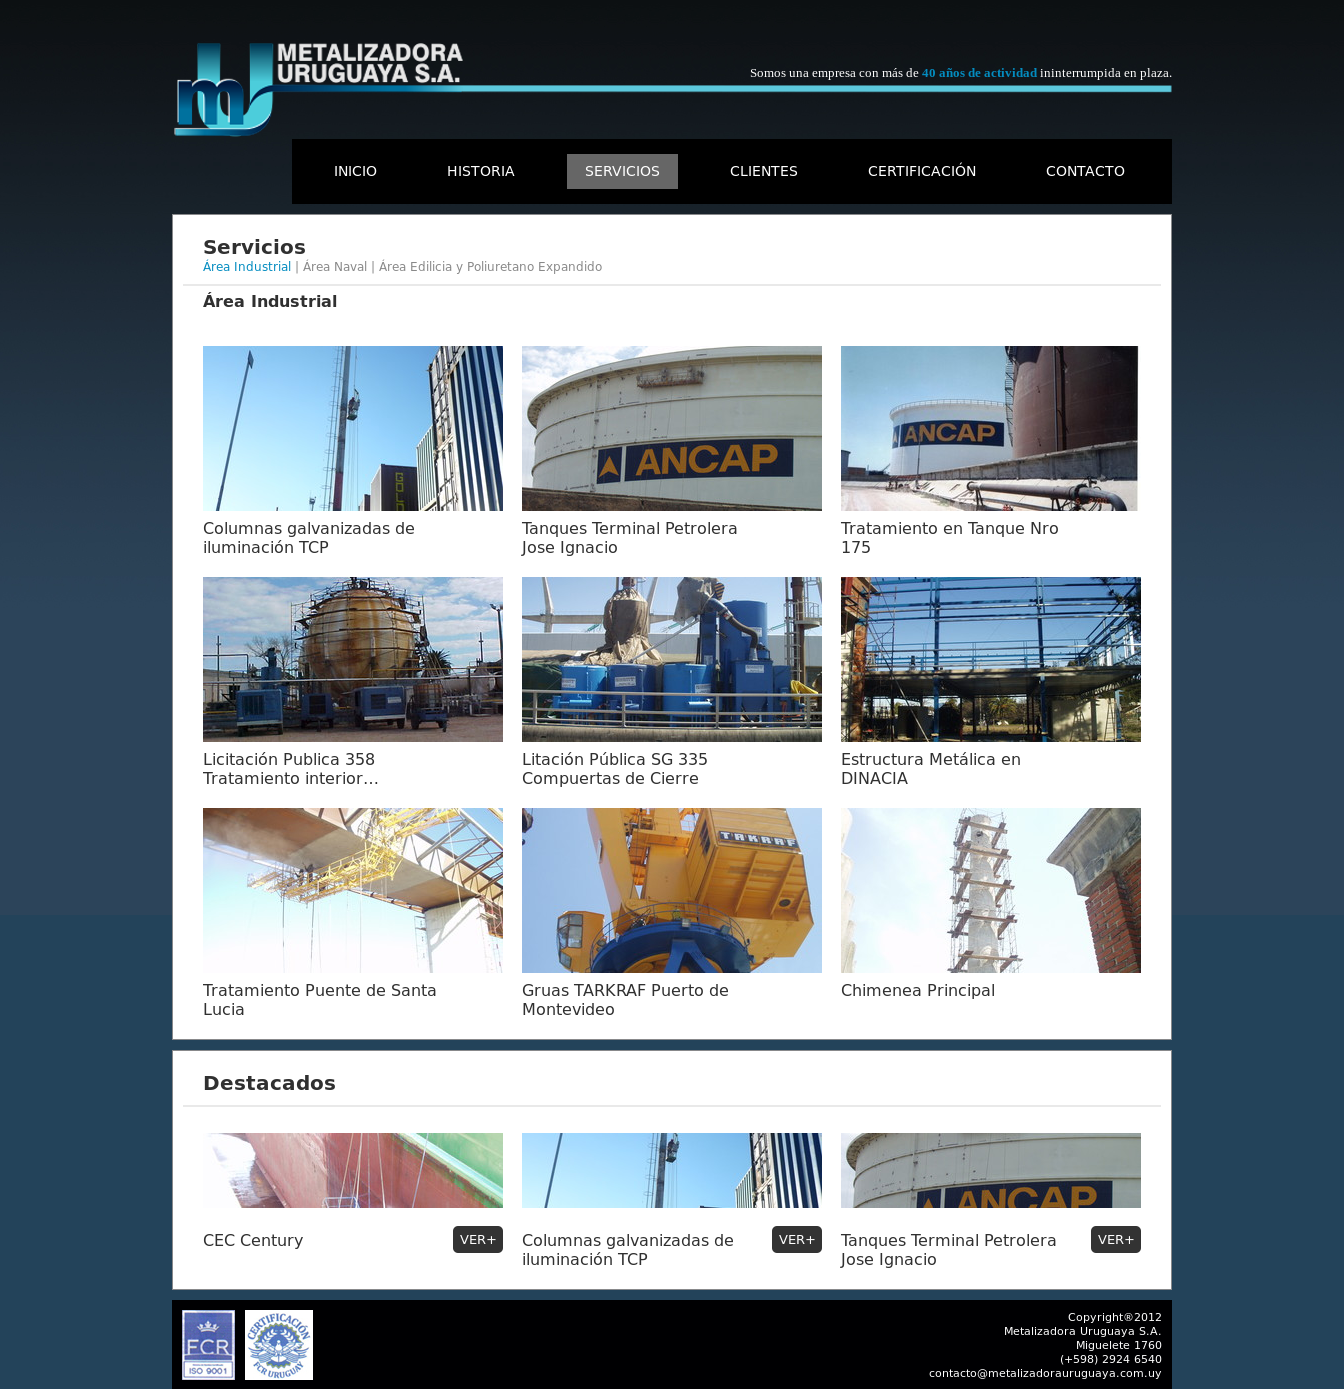 METALIZADORA
URUGUAYA S.A.
Somos una empresa con más de 40 años de actividad ininterrumpida en plaza.
INICIO HISTORIA SERVICIOS CLIENTES CERTIFICACIÓN CONTACTO
Servicios
Área Industrial | Área Naval | Área Edilicia y Poliuretano Expandido
Área Industrial
GOLD
ANCAP
ANCAP
Columnas galvanizadas de
iluminación TCP
Tanques Terminal Petrolera
Jose Ignacio
Tratamiento en Tanque Nro
175
Licitación Publica 358
Tratamiento interior…
Litación Pública SG 335
Compuertas de Cierre
Estructura Metálica en
DINACIA
TAKRAF
Tratamiento Puente de Santa
Lucia
Gruas TARKRAF Puerto de
Montevideo
Chimenea Principal
Destacados
ANCAP
CEC Century
VER+
Columnas galvanizadas de
iluminación TCP
VER+
Tanques Terminal Petrolera
Jose Ignacio
VER+
FCR
ISO 9001
CERTIFICACIÓN
FCR URUGUAY
Copyright®2012
Metalizadora Uruguaya S.A.
Miguelete 1760
(+598) 2924 6540
contacto@metalizadorauruguaya.com.uy